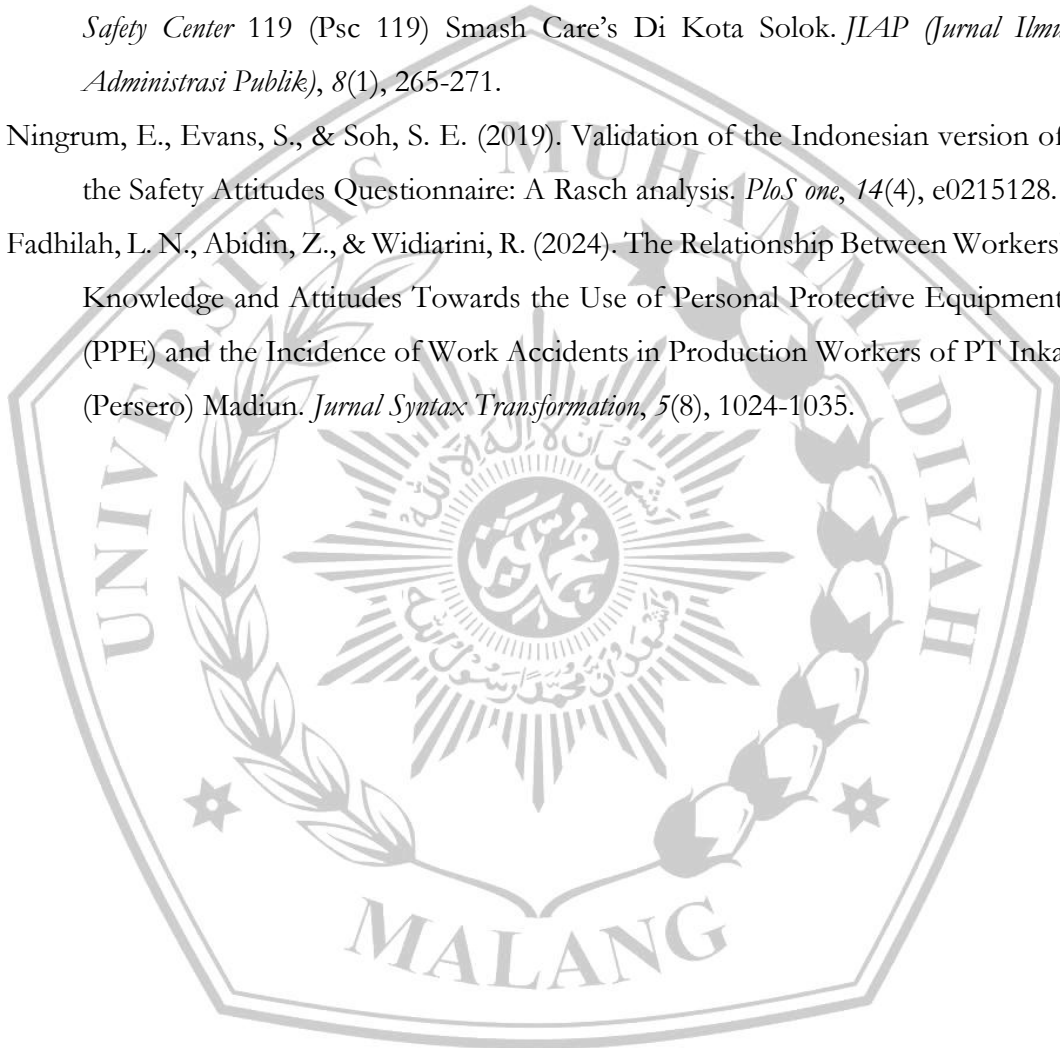 Safety Center 119 (Psc 119) Smash Care’s Di Kota Solok. JIAP (Jurnal Ilmu
Administrasi Publik), 8(1), 265-271.
Ningrum, E., Evans, S., & Soh, S. E. (2019). Validation of the Indonesian version of
the Safety Attitudes Questionnaire: A Rasch analysis. PloS one, 14(4), e0215128.
Fadhilah, L. N., Abidin, Z., & Widiarini, R. (2024). The Relationship Between Workers
Knowledge and Attitudes Towards the Use of Personal Protective Equipment
(PPE) and the Incidence of Work Accidents in Production Workers of PT Inka
(Persero) Madiun. Jurnal Syntax Transformation, 5(8), 1024-1035.
UNIVERSITAS MUHAMMADIYAH
MALANG